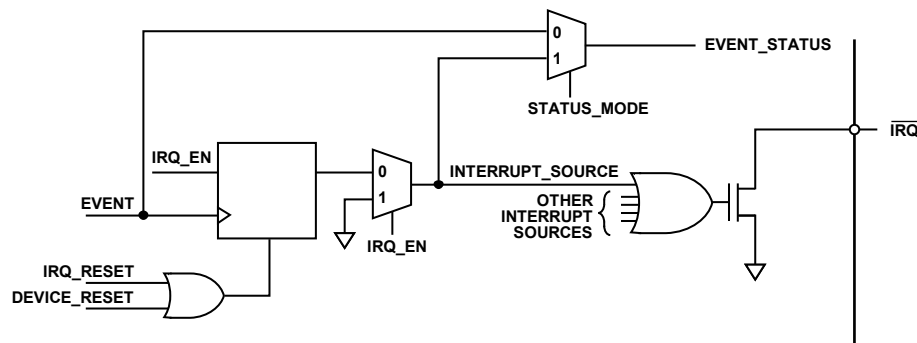 0
1
EVENT_STATUS
STATUS_MODE
IRQ
IRQ_EN
0
1
INTERRUPT_SOURCE
OTHER
INTERRUPT
SOURCES
EVENT
IRQ_EN
IRQ_RESET
DEVICE_RESET